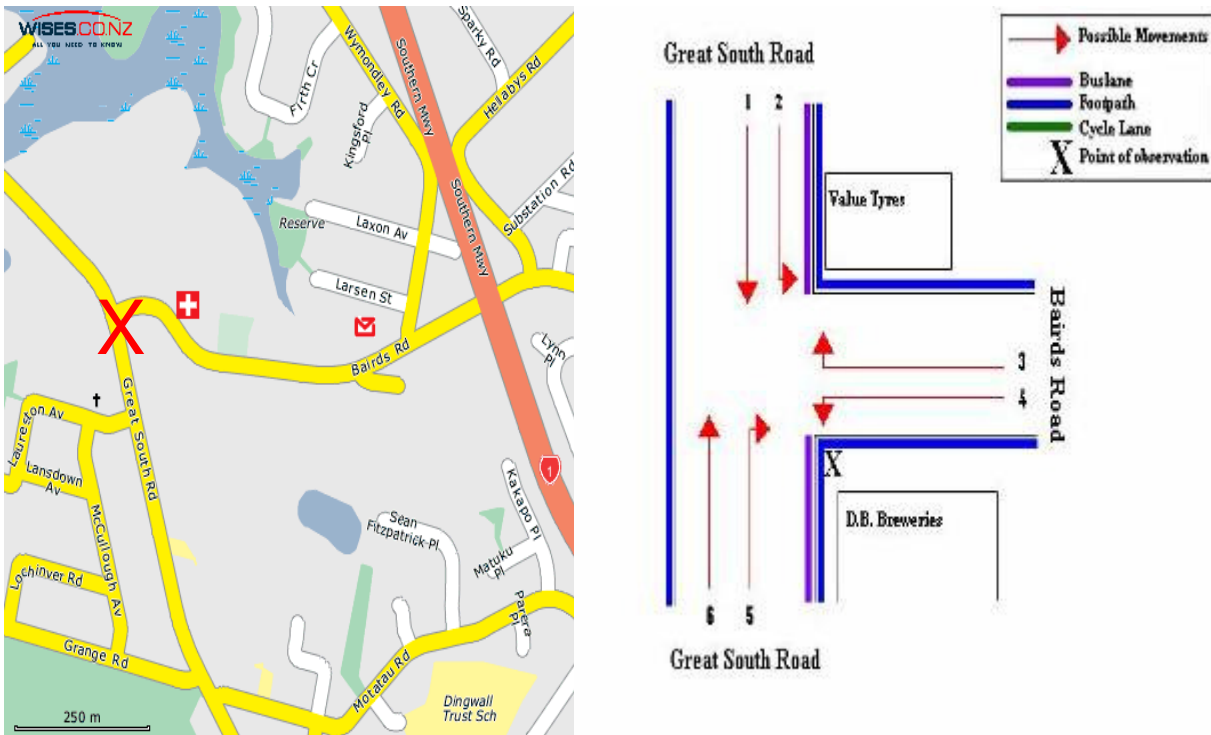 WISES.CO.NZ
ALL YOU NEED TO KNOW
Firth Cr
Kingsford Pl
Wymondley Rd
Southern Mwy
Sparky Rd
Hellabys Rd
Substation Rd
Reserve
Laxon Av
Southern Mwy
Larsen St
Bairds Rd
Lynn Pl
X
Great South Rd
Laureston Av
Lansdown Av
McCullough Av
Lochinver Rd
Grange Rd
Sean
Fitzpatrick Pl
Kakapo Pl
1
Matuku Pl
Parera Pl
Motatau Rd
Dingwall
Trust Sch
250 m
Great South Road
1 2
Possible Movements
Buslane
Footpath
Cycle Lane
X Point of observation
Value Tyres
Bairds Road
3
4
X
D.B. Breweries
6 5
Great South Road